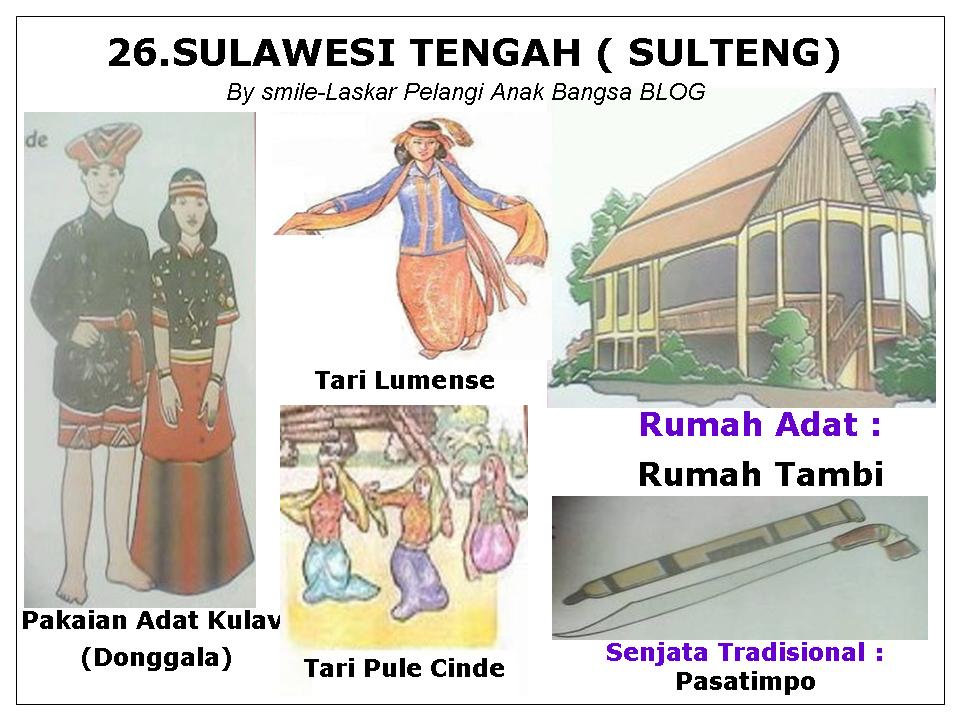 26.SULAWESI TENGAH ( SULTENG)
By smile-Laskar Pelangi Anak Bangsa BLOG
de
Tari Lumense
Rumah Adat :
Rumah Tambi
Pakaian Adat Kulav
(Donggala)
Tari Pule Cinde
Senjata Tradisional :
Pasatimpo